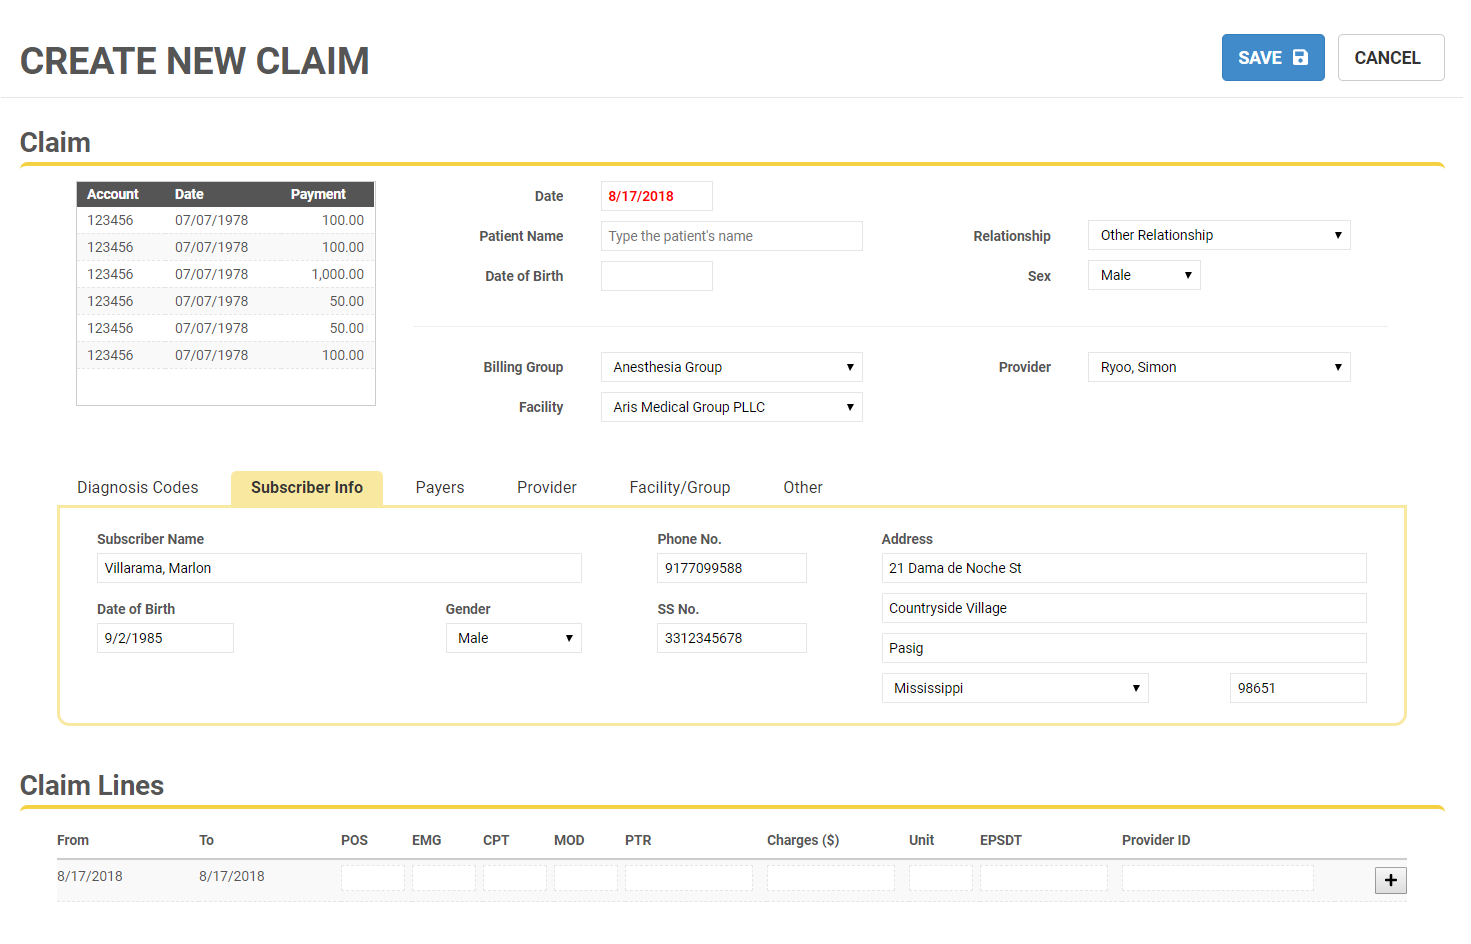 CREATE NEW CLAIM
SAVE
CANCEL
Claim
Account Date Payment
123456 07/07/1978 100.00
123456 07/07/1978 100.00
123456 07/07/1978 1,000.00
123456 07/07/1978 50.00
123456 07/07/1978 50.00
123456 07/07/1978 100.00
Date 8/17/2018
Patient Name Type the patient's name
Relationship Other Relationship
Date of Birth
Sex Male
Billing Group Anesthesia Group
Provider Ryoo, Simon
Facility Aris Medical Group PLLC
Diagnosis Codes Subscriber Info Payers Provider Facility/Group Other
Subscriber Name
Villarama, Marlon
Phone No.
9177099588
Address
21 Dama de Noche St
Countryside Village
Pasig
Mississippi 98651
Date of Birth
9/2/1985
Gender
Male
SS No.
3312345678
Claim Lines
From To POS EMG CPT MOD PTR Charges ($) Unit EPSDT Provider ID
8/17/2018 8/17/2018